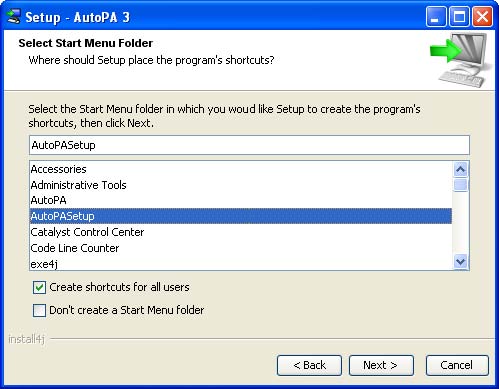 Setup - AutoPA 3
Select Start Menu Folder
Where should Setup place the program's shortcuts?
Select the Start Menu folder in which you woud like Setup to create the program's
shortcuts, then click Next.
AutoPASetup
Accessories
Administrative Tools
AutoPA
AutoPASetup
Catalyst Control Center
Code Line Counter
exe4j
Create shortcuts for all users
Don't create a Start Menu folder
install4j
< Back
Next >
Cancel